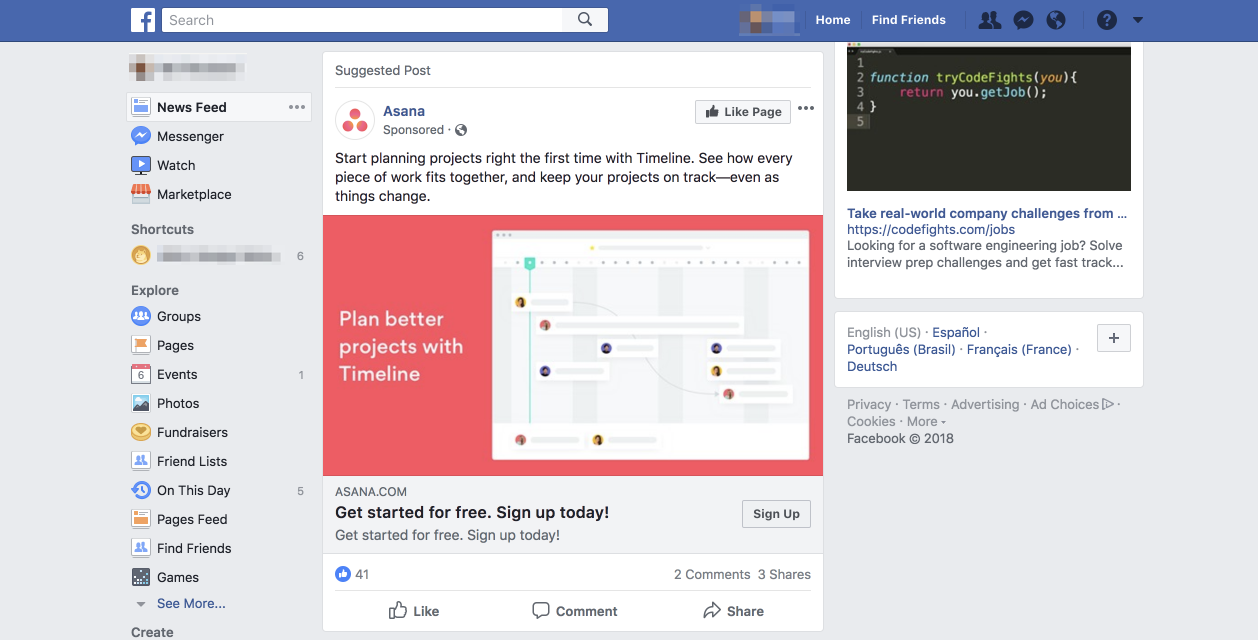 Search
Home
Find Friends
News Feed
Messenger
Watch
Marketplace
Shortcuts
6
Explore
Groups
Pages
6
Events
1
Photos
Fundraisers
Friend Lists
On This Day
5
Pages Feed
Find Friends
Games
See More...
Create
Suggested Post
Asana
Sponsored ·
Like Page
Start planning projects right the first time with Timeline. See how every
piece of work fits together, and keep your projects on track—even as
things change.
Plan better
projects with
Timeline
ASANA.COM
Get started for free. Sign up today!
Get started for free. Sign up today!
Sign Up
41
2 Comments 3 Shares
Like
Comment
Share
1
2 function tryCodeFights(you){
3 return you.getJob();
4 }
5
Take real-world company challenges from ...
https://codefights.com/jobs
Looking for a software engineering job? Solve
interview prep challenges and get fast track...
English (US) · Español ·
Português (Brasil) · Français (France) ·
Deutsch
Privacy · Terms · Advertising · Ad Choices ·
Cookies · More
Facebook © 2018